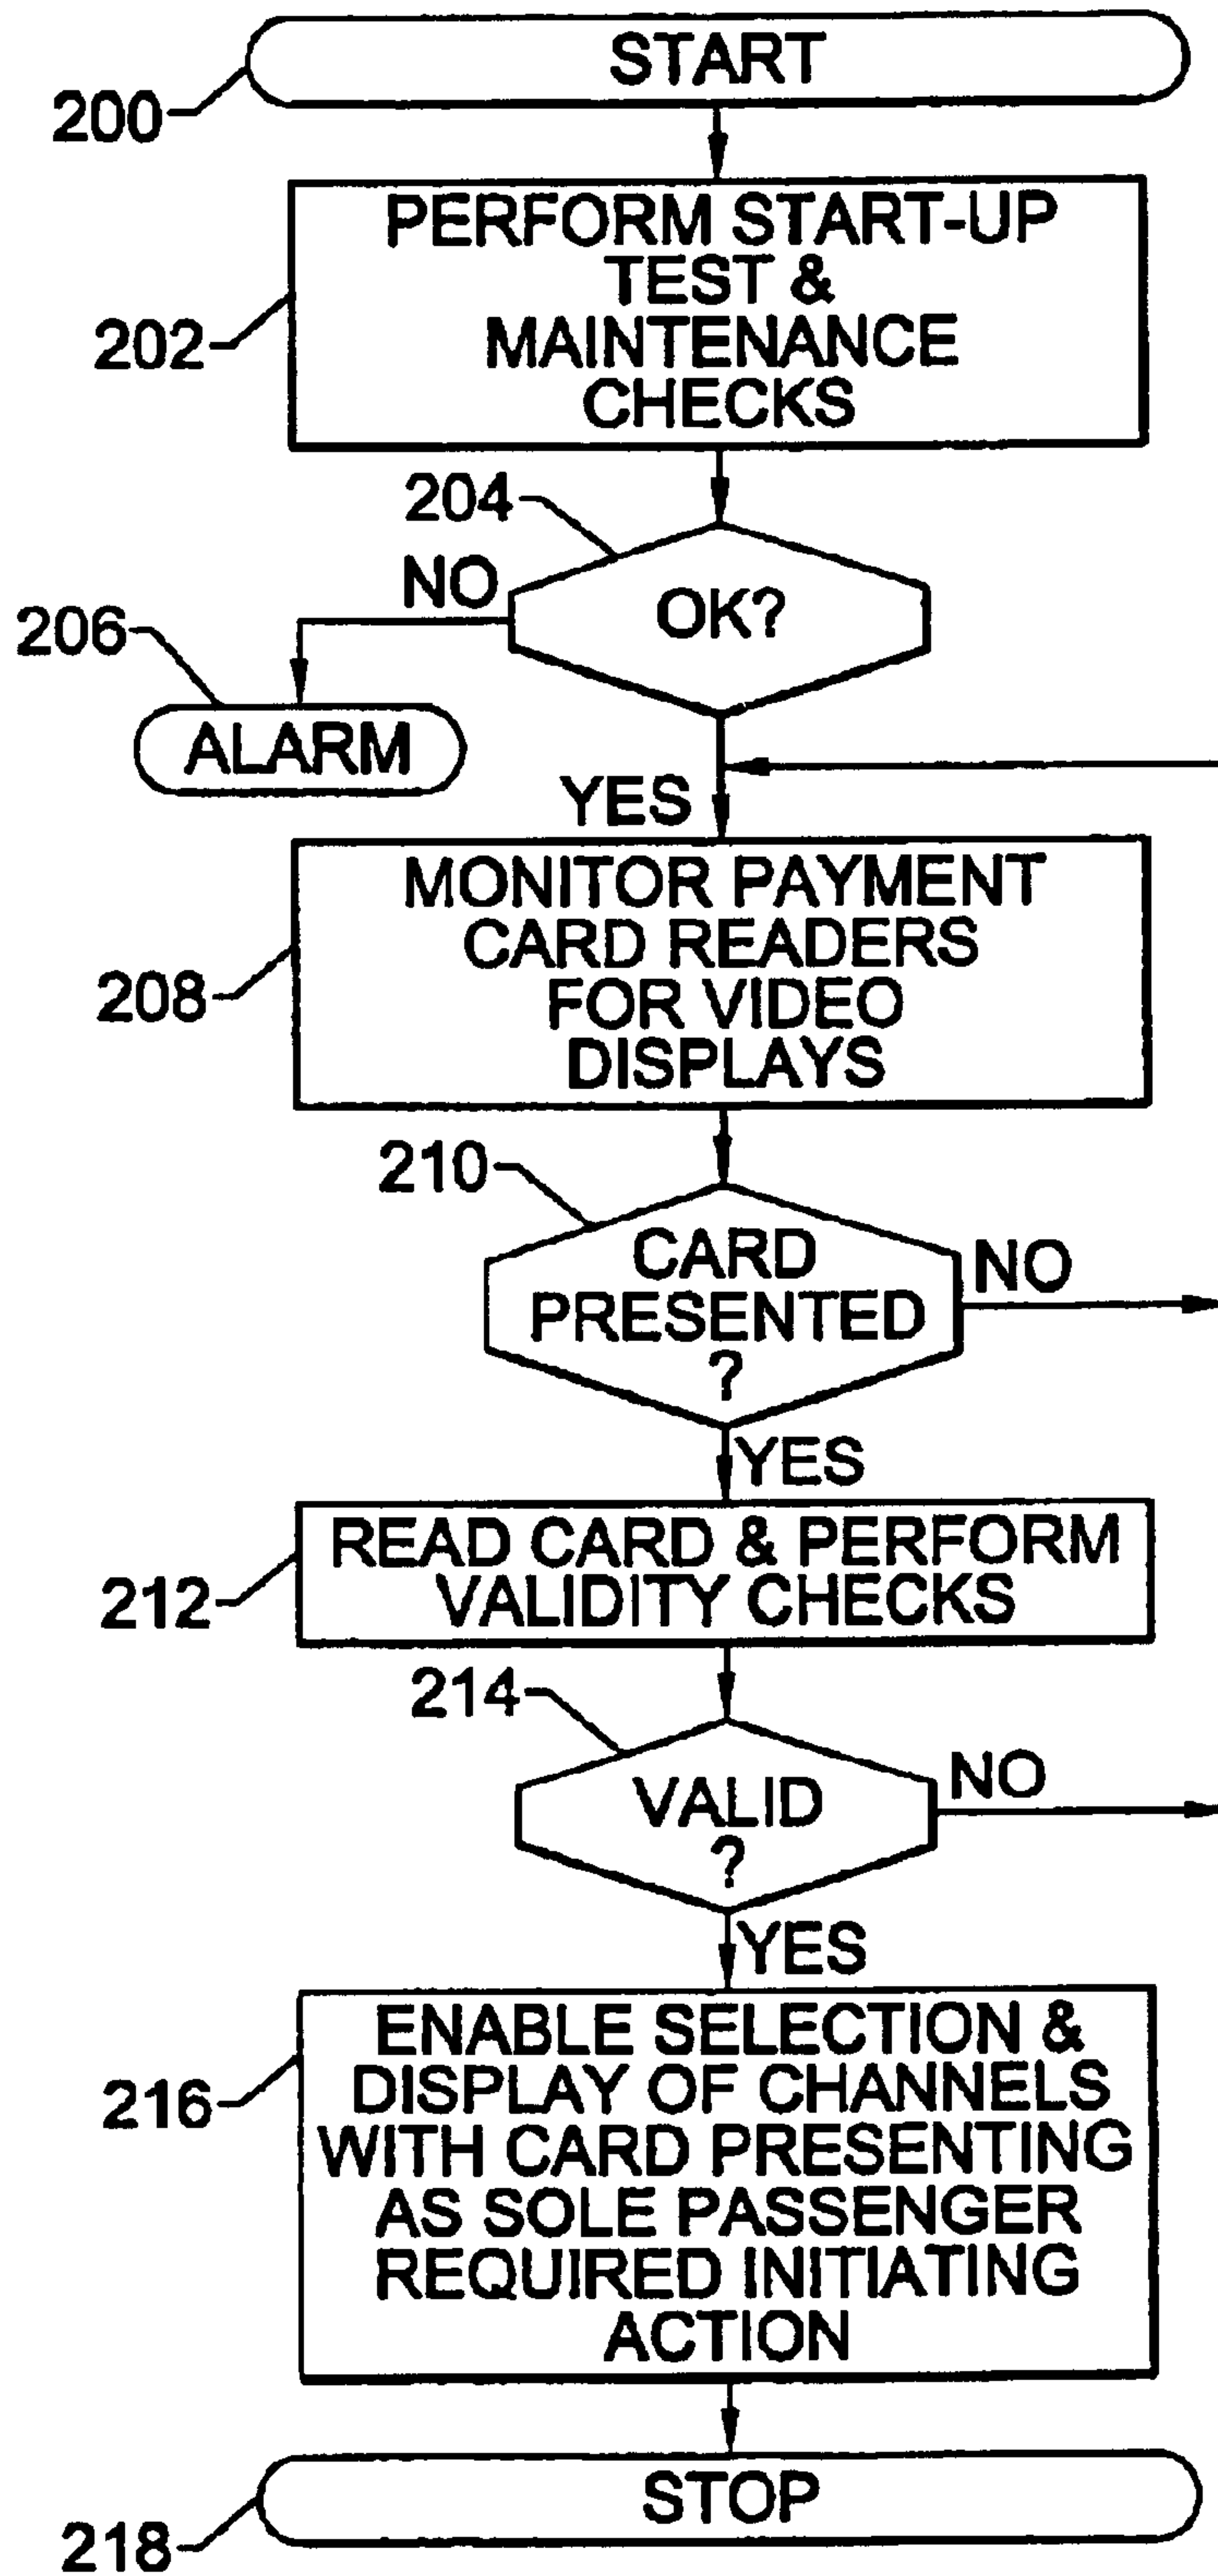 START
200
PERFORM START-UP
TEST &
MAINTENANCE
CHECKS
202
204
NO
OK?
206
ALARM
YES
MONITOR PAYMENT
CARD READERS
FOR VIDEO
DISPLAYS
208
210
CARD
PRESENTED
?
NO
YES
READ CARD & PERFORM
VALIDITY CHECKS
212
214
VALID
?
NO
YES
ENABLE SELECTION &
DISPLAY OF CHANNELS
WITH CARD PRESENTING
AS SOLE PASSENGER
REQUIRED INITIATING
ACTION
216
STOP
218